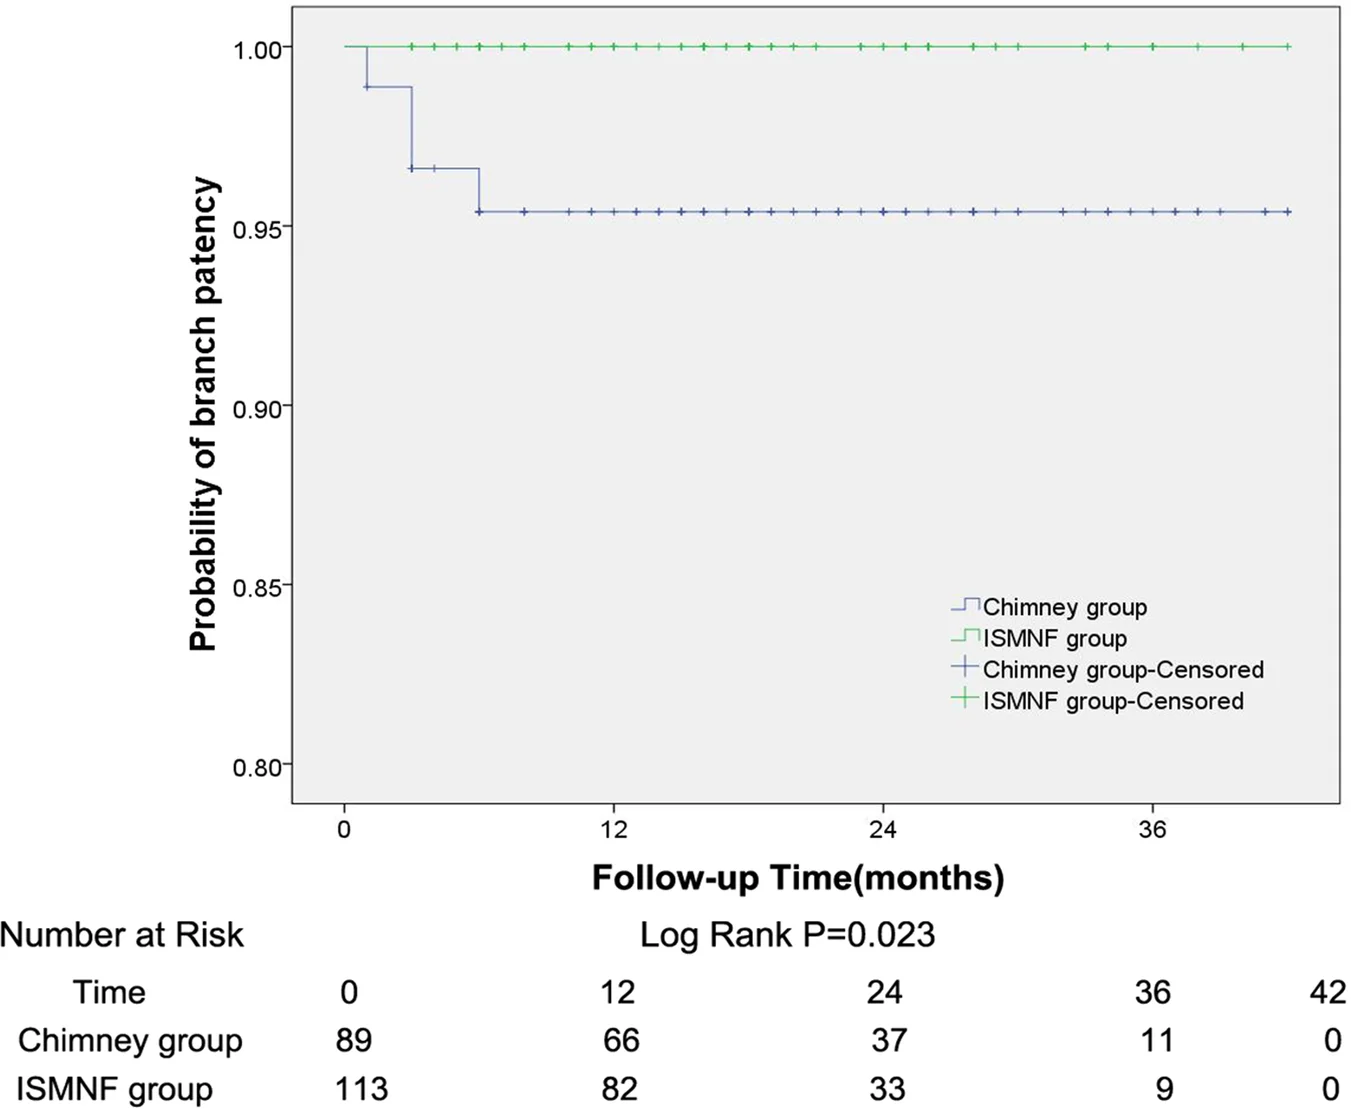 Probability of branch patency
1.00
0.95
0.90
0.85
0.80
Chimney group
ISMNF group
Chimney group-Censored
ISMNF group-Censored
0 12 24 36
Follow-up Time(months)
Number at Risk Log Rank P=0.023
Time 0 12 24 36 42
Chimney group 89 66 37 11 0
ISMNF group 113 82 33 9 0